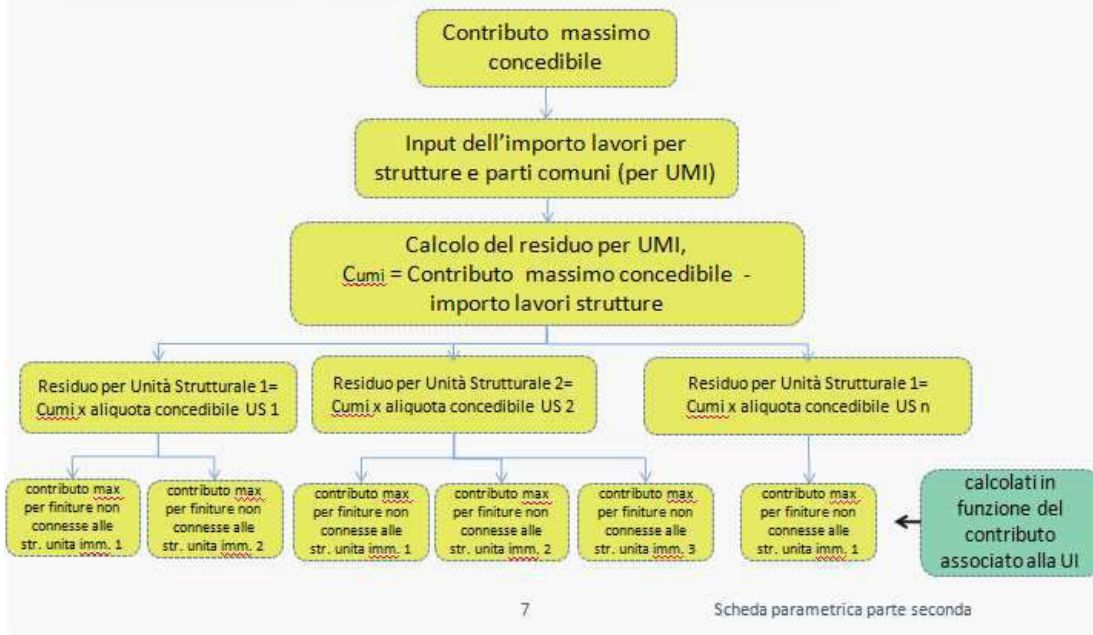 Contributo massimo
concedibile
Input dell'importo lavori per
strutture e parti comuni (per UMI)
Calcolo del residuo per UMI,
Cumi = Contributo massimo concedibile -
importo lavori strutture
Residuo per Unità Strutturale 1=
Cumi x aliquota concedibile US 1
Residuo per Unità Strutturale 2=
Cumi x aliquota concedibile US 2
Residuo per Unità Strutturale 1=
Cumi x aliquota concedibile US n
contributo max
per finiture non
connesse alle
str. unita imm. 1
contributo max
per finiture non
connesse alle
str. unita imm. 2
contributo max
per finiture non
connesse alle
str. unita imm. 1
contributo max
per finiture non
connesse alle
str. unita imm. 2
contributo max
per finiture non
connesse alle
str. unita imm. 3
contributo max
per finiture non
connesse alle
str. unita imm. 1
calcolati in
funzione del
contributo
associato alla UI
7
Scheda parametrica parte seconda